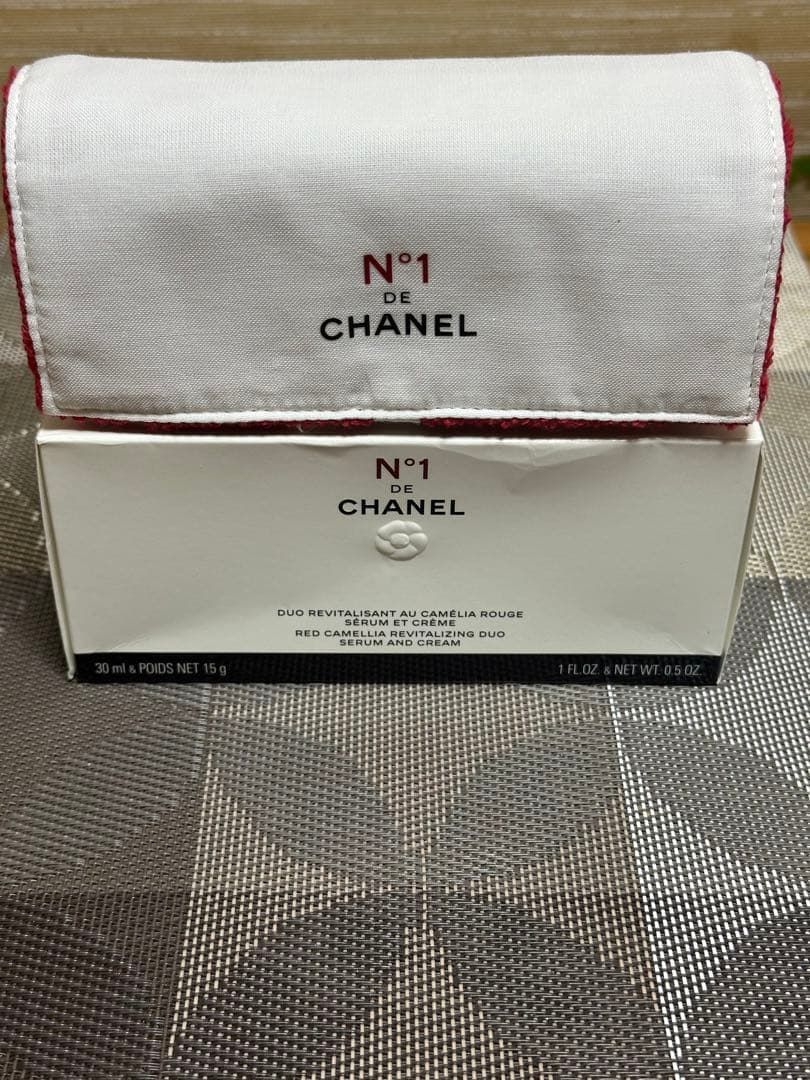 N°1
DE
CHANEL
N°1
DE
CHANEL
DUO REVITALISANT AU CAMÉLIA ROUGE
SÉRUM ET CRÈME
RED CAMELLIA REVITALIZING DUO
SERUM AND CREAM
30 ml & POIDS NET 15 g
1 FL.OZ. & NET WT. 0.5 OZ.